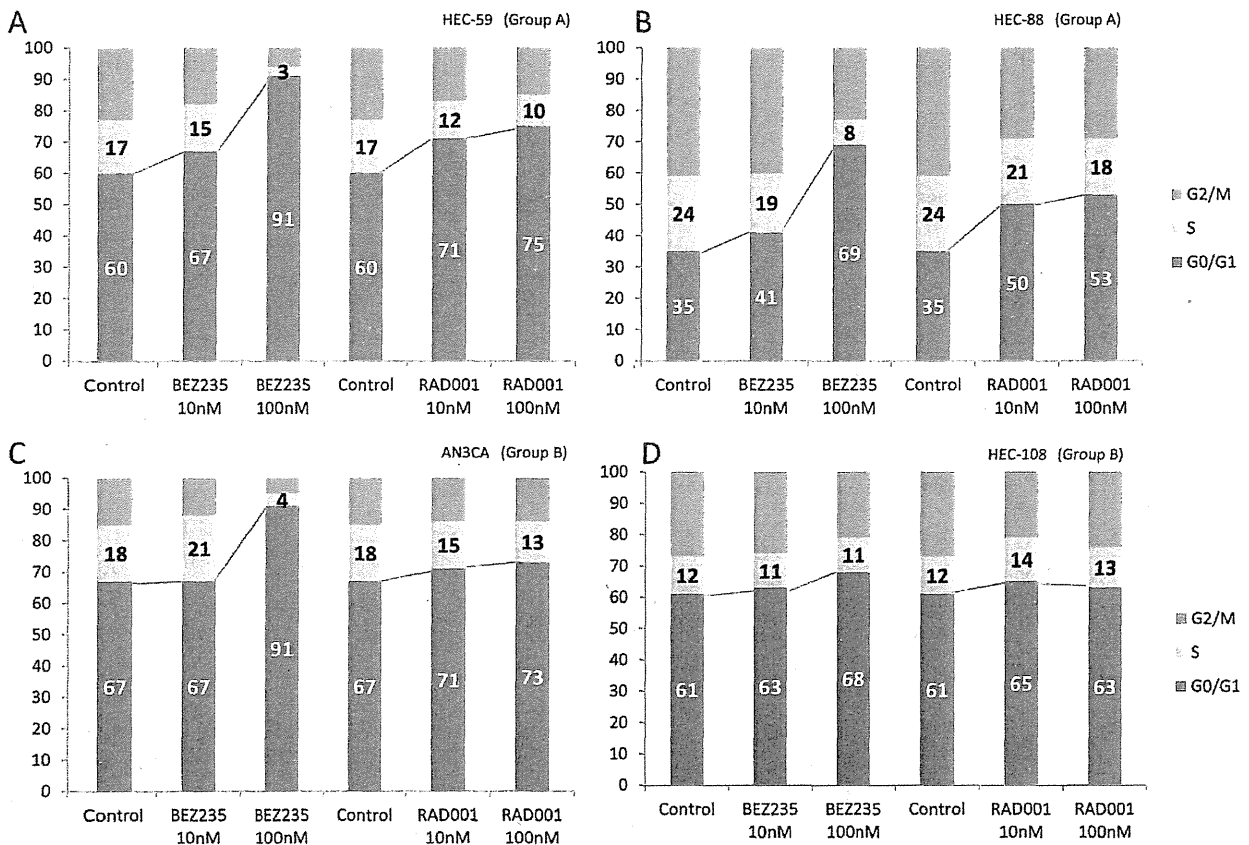 A
HEC-59 (Group A)
100
90
80
70
60
50
40
30
20
10
0
17
15
3
17
12
10
60
67
91
60
71
75
Control
BEZ235
10nM
BEZ235
100nM
Control
RAD001
10nM
RAD001
100nM
B
HEC-88 (Group A)
100
90
80
70
60
50
40
30
20
10
0
24
19
8
24
21
18
35
41
69
35
50
53
Control
BEZ235
10nM
BEZ235
100nM
Control
RAD001
10nM
RAD001
100nM
G2/M
S
G0/G1
C
AN3CA (Group B)
100
90
80
70
60
50
40
30
20
10
0
18
21
4
18
15
13
67
67
91
67
71
73
Control
BEZ235
10nM
BEZ235
100nM
Control
RAD001
10nM
RAD001
100nM
D
HEC-108 (Group B)
100
90
80
70
60
50
40
30
20
10
0
12
11
11
12
14
13
61
63
68
61
65
63
Control
BEZ235
10nM
BEZ235
100nM
Control
RAD001
10nM
RAD001
100nM
G2/M
S
G0/G1